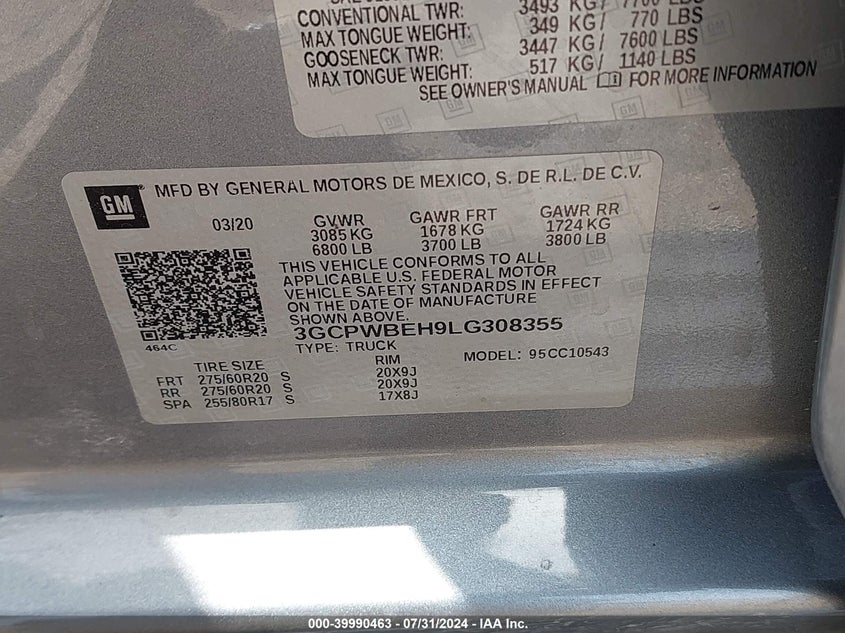 CONVENTIONAL TWR: 3493 KG/ 7700 LBS
MAX TONGUE WEIGHT: 349 KG/ 770 LBS
GOOSENECK TWR: 3447 KG/ 7600 LBS
MAX TONGUE WEIGHT: 517 KG/ 1140 LBS
SEE OWNER'S MANUAL FOR MORE INFORMATION
GM
MFD BY GENERAL MOTORS DE MEXICO, S. DE R.L. DE C.V.
03/20 GVWR GAWR FRT GAWR RR
3085 KG 1678 KG 1724 KG
6800 LB 3700 LB 3800 LB
THIS VEHICLE CONFORMS TO ALL
APPLICABLE U.S. FEDERAL MOTOR
VEHICLE SAFETY STANDARDS IN EFFECT
ON THE DATE OF MANUFACTURE
SHOWN ABOVE.
3GCPWBEH9LG308355
464C TYPE: TRUCK MODEL: 95CC10543
TIRE SIZE RIM
FRT 275/60R20 S 20X9J
RR 275/60R20 S 20X9J
SPA 255/80R17 S 17X8J
000-39990463 - 07/31/2024 - IAA Inc.